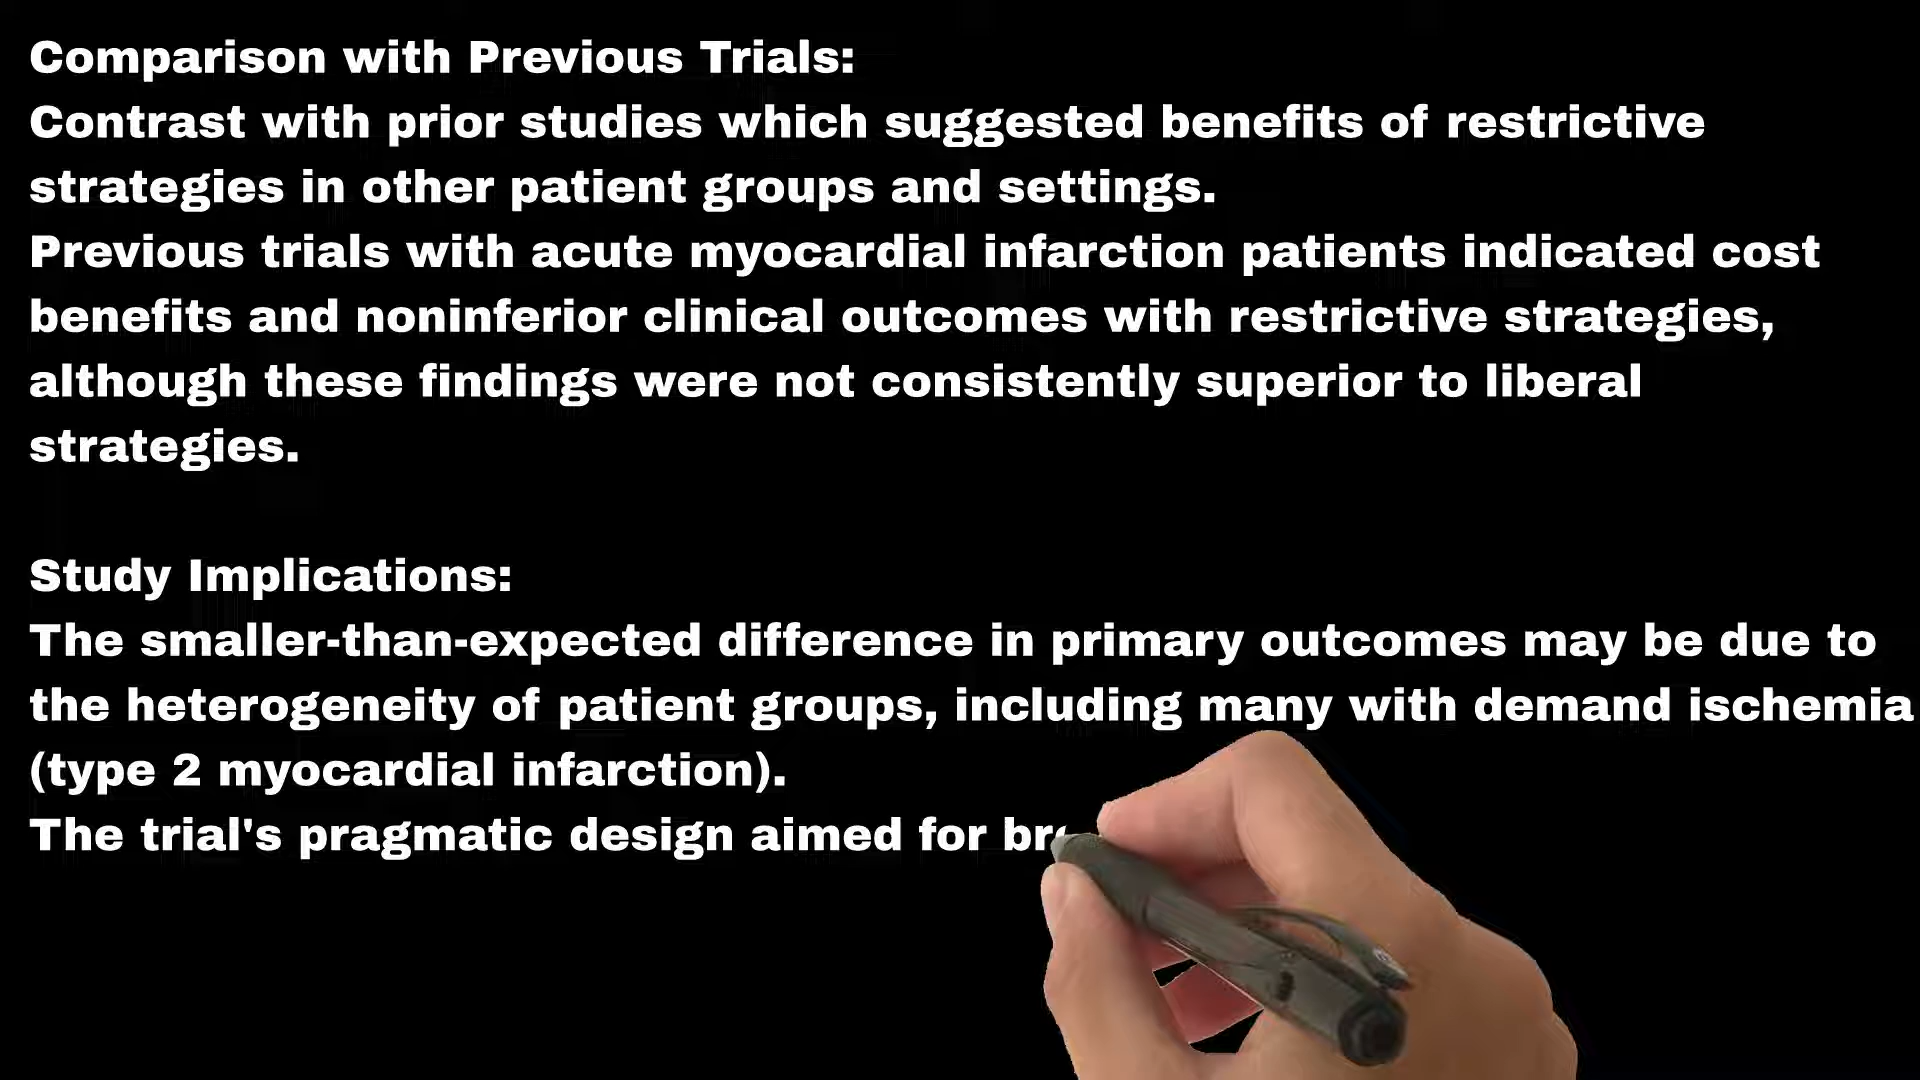 Comparison with Previous Trials:
Contrast with prior studies which suggested benefits of restrictive
strategies in other patient groups and settings.
Previous trials with acute myocardial infarction patients indicated cost
benefits and noninferior clinical outcomes with restrictive strategies,
although these findings were not consistently superior to liberal
strategies.
Study Implications:
The smaller-than-expected difference in primary outcomes may be due to
the heterogeneity of patient groups, including many with demand ischemia
(type 2 myocardial infarction).
The trial's pragmatic design aimed for